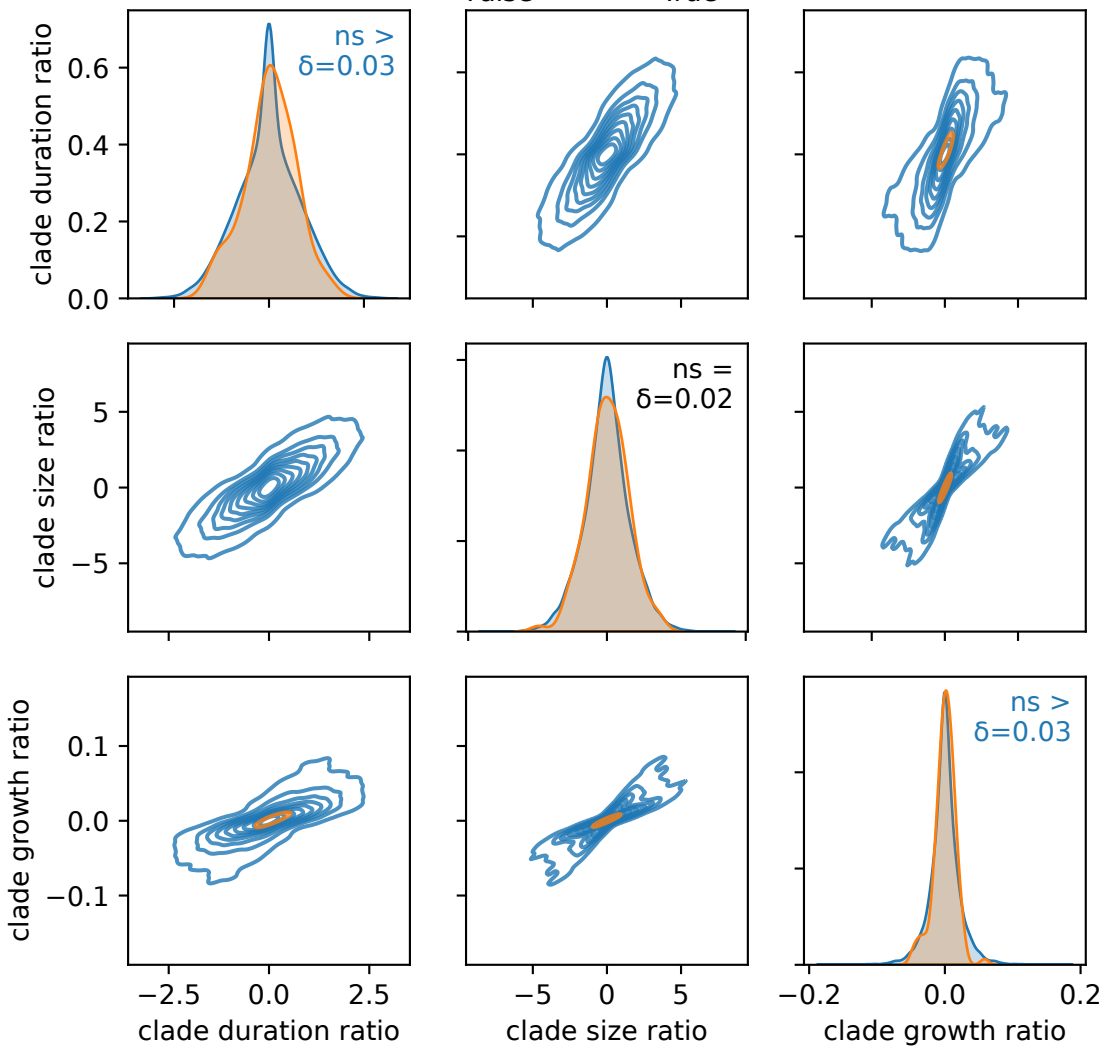 clade duration ratio
0.6
0.4
0.2
0.0
ns >
δ=0.03
−5
0
5
clade size ratio
5
0
−5
ns =
δ=0.02
clade growth ratio
0.1
0.0
−0.1
ns >
δ=0.03
−2.5
0.0
2.5
clade duration ratio
−5
0
5
clade size ratio
−0.2
0.0
0.2
clade growth ratio